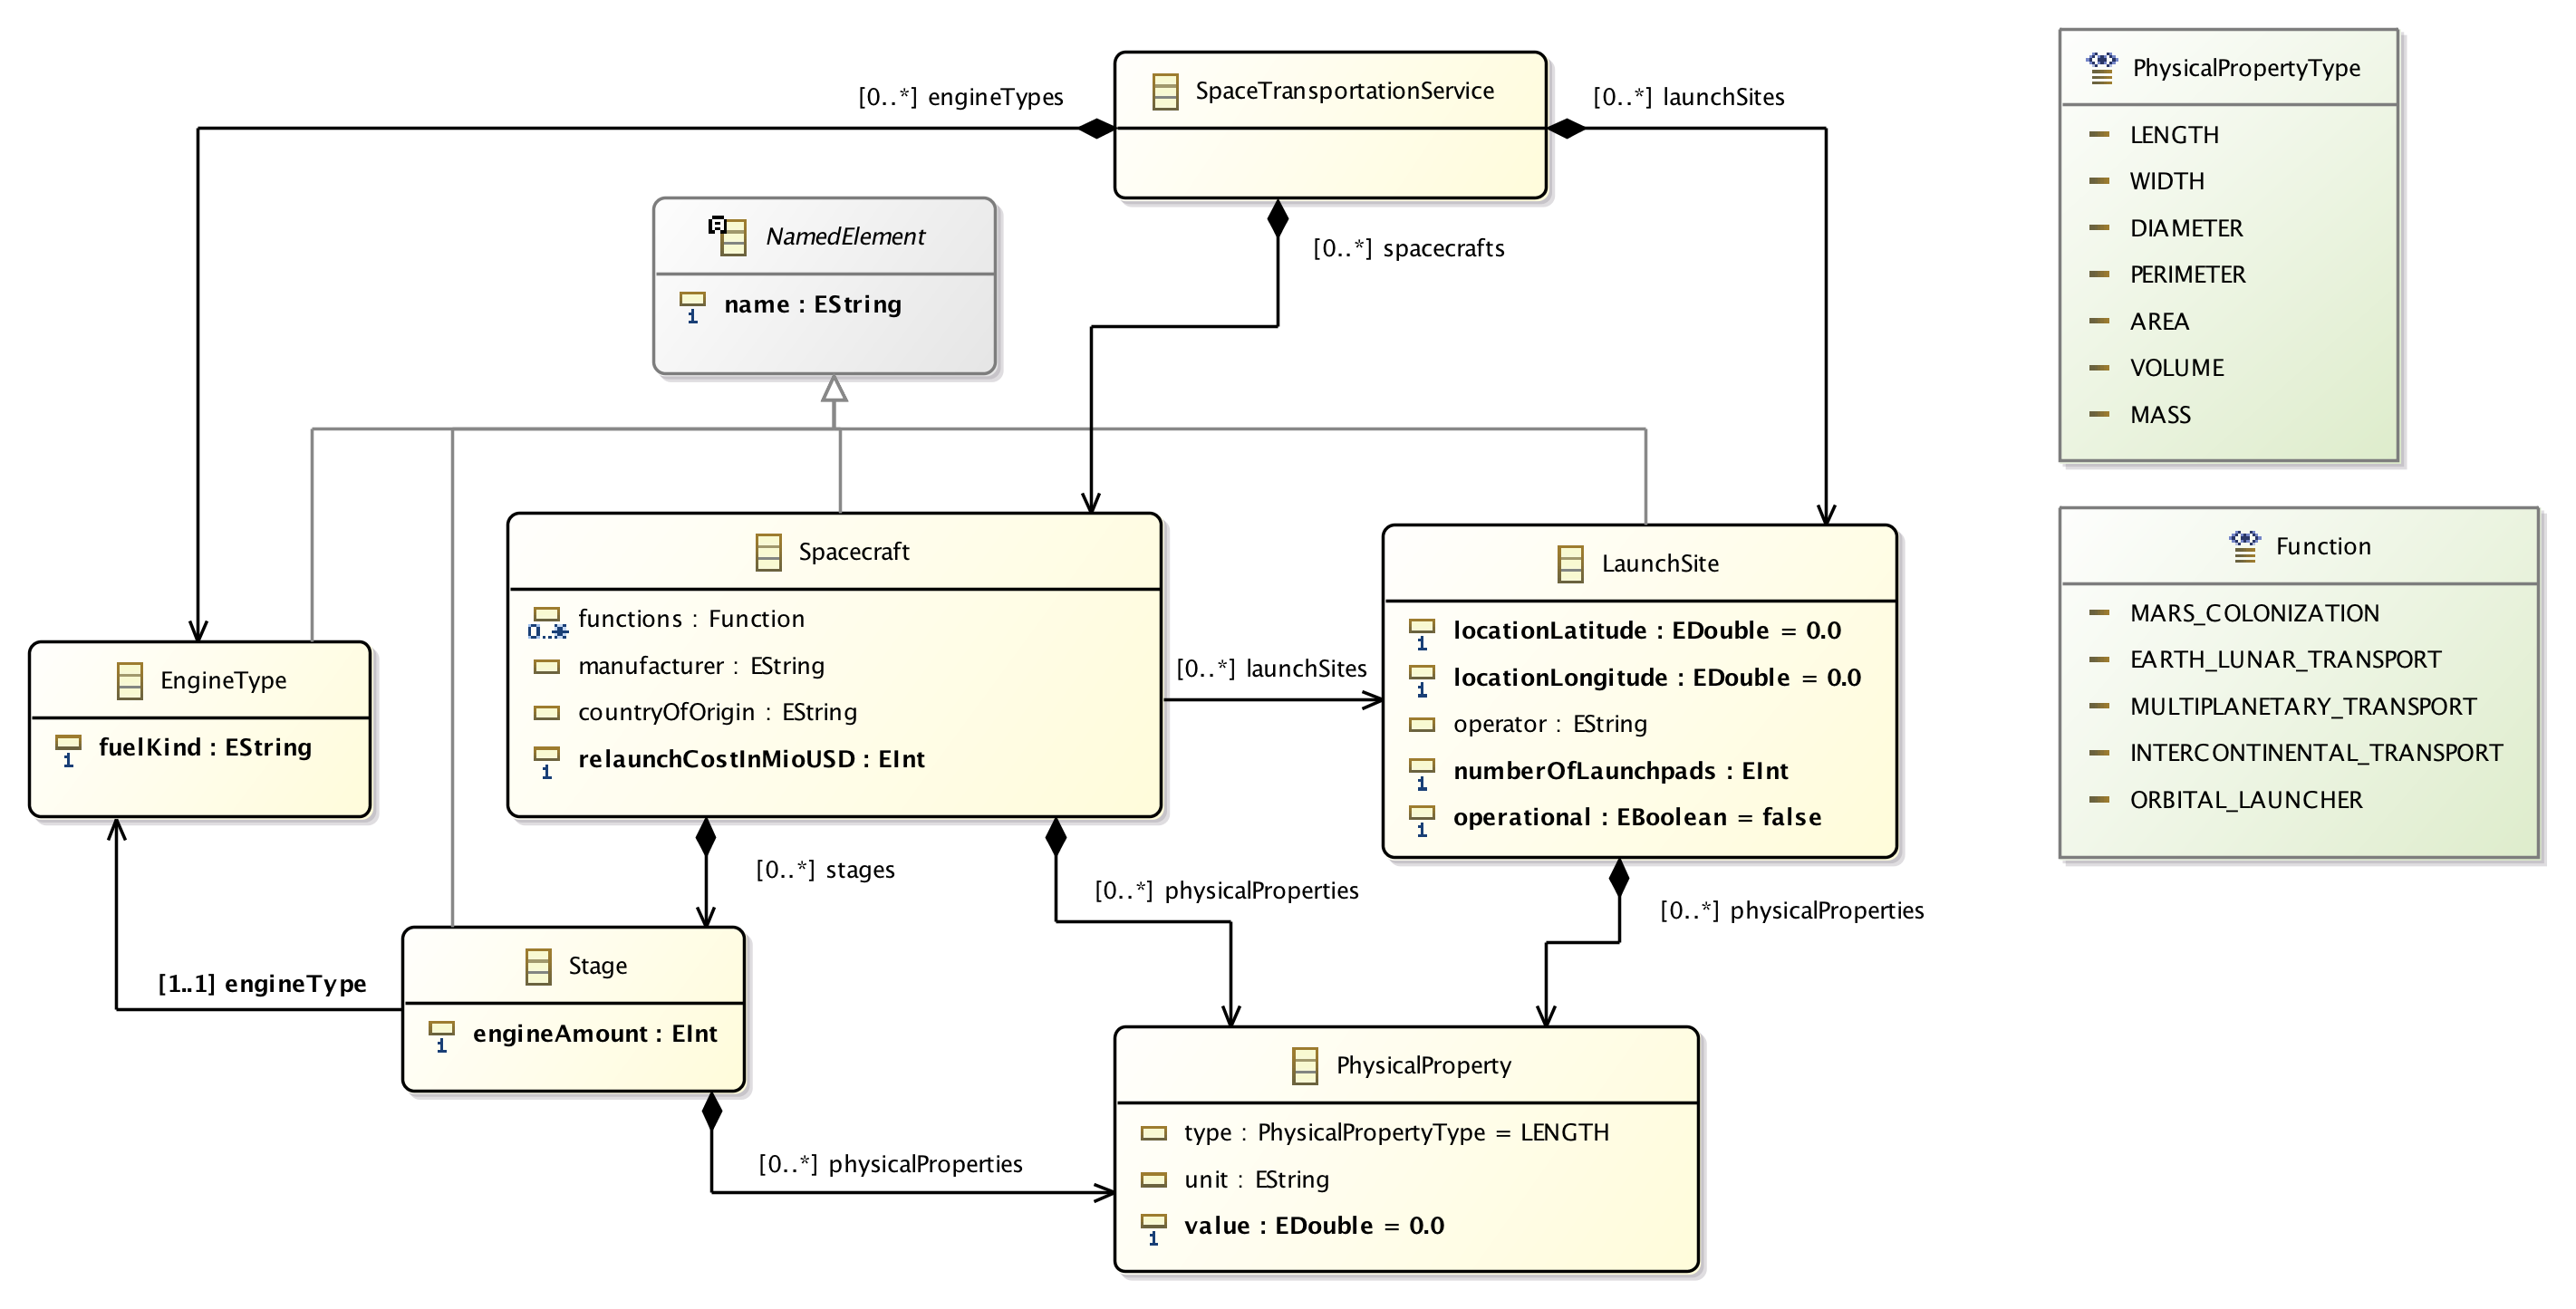 [0..*] engineTypes
SpaceTransportationService
[0..*] launchSites
[0..*] spacecrafts
NamedElement
name : EString
PhysicalPropertyType
LENGTH
WIDTH
DIAMETER
PERIMETER
AREA
VOLUME
MASS
Function
MARS_COLONIZATION
EARTH_LUNAR_TRANSPORT
MULTIPLANETARY_TRANSPORT
INTERCONTINENTAL_TRANSPORT
ORBITAL_LAUNCHER
EngineType
1 fuelKind : EString
Spacecraft
0..* functions : Function
manufacturer : EString
countryOfOrigin : EString
1 relaunchCostInMioUSD : EInt
[0..*] launchSites
LaunchSite
1 locationLatitude : EDouble = 0.0
1 locationLongitude : EDouble = 0.0
operator : EString
1 numberOfLaunchpads : EInt
1 operational : EBoolean = false
[0..*] stages
[0..*] physicalProperties
[0..*] physicalProperties
[1..1] engineType
Stage
1 engineAmount : EInt
[0..*] physicalProperties
PhysicalProperty
type : PhysicalPropertyType = LENGTH
unit : EString
1 value : EDouble = 0.0